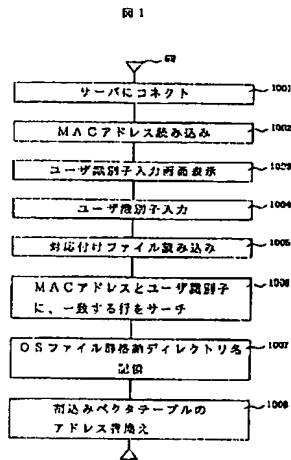 図1
60
サーバにコネクト
1001
MACアドレス読み込み
1002
ユーザ識別子入力画面表示
1003
ユーザ識別子入力
1004
対応付けファイル読み込み
1005
MACアドレスとユーザ識別子
に、一致する行をサーチ
1006
OSファイル群格納ディレクトリ名
記憶
1007
割込みベクタテーブルの
アドレス書換え
1008